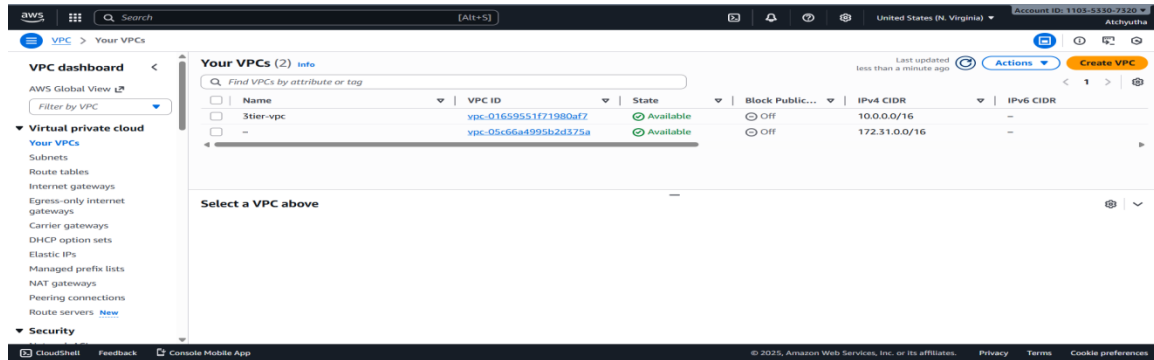 aws
Search
[Alt+S]
United States (N. Virginia)
Account ID: 1103-5330-7320
Atchyutha
VPC > Your VPCs
VPC dashboard
AWS Global View
Filter by VPC
Virtual private cloud
Your VPCs
Subnets
Route tables
Internet gateways
Egress-only internet
gateways
Carrier gateways
DHCP option sets
Elastic IPs
Managed prefix lists
NAT gateways
Peering connections
Route servers New
Security
Your VPCs (2) Info
Last updated
less than a minute ago
Actions
Create VPC
Find VPCs by attribute or tag
1
Name VPC ID State Block Public... IPv4 CIDR IPv6 CIDR
3tier-vpc vpc-01659551f71980af7 Available Off 10.0.0.0/16 –
– vpc-05c66a4995b2d375a Available Off 172.31.0.0/16 –
Select a VPC above
CloudShell Feedback Console Mobile App © 2025, Amazon Web Services, Inc. or its affiliates. Privacy Terms Cookie preferences